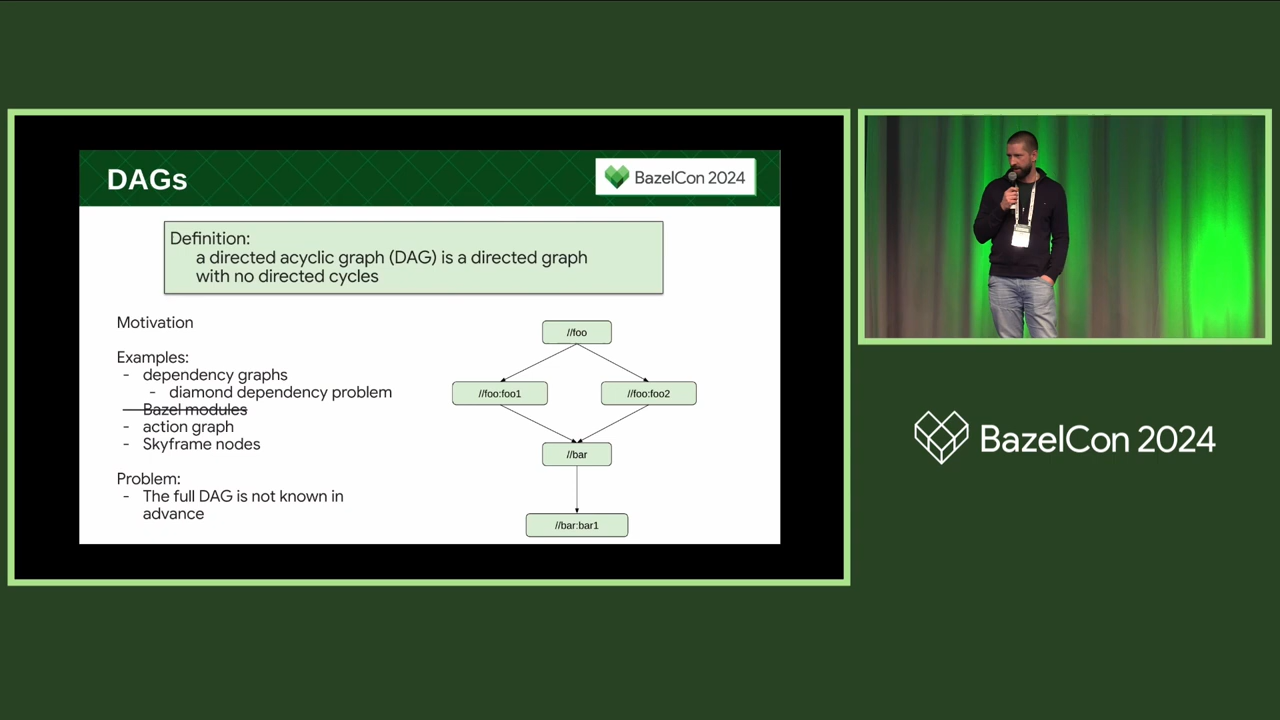 DAGs
BazelCon 2024
Definition:
a directed acyclic graph (DAG) is a directed graph
with no directed cycles
Motivation
Examples:
- dependency graphs
- diamond dependency problem
- Bazel modules
- action graph
- Skyframe nodes
Problem:
- The full DAG is not known in
advance
//foo
//foo:foo1
//foo:foo2
//bar
//bar:bar1
BazelCon 2024